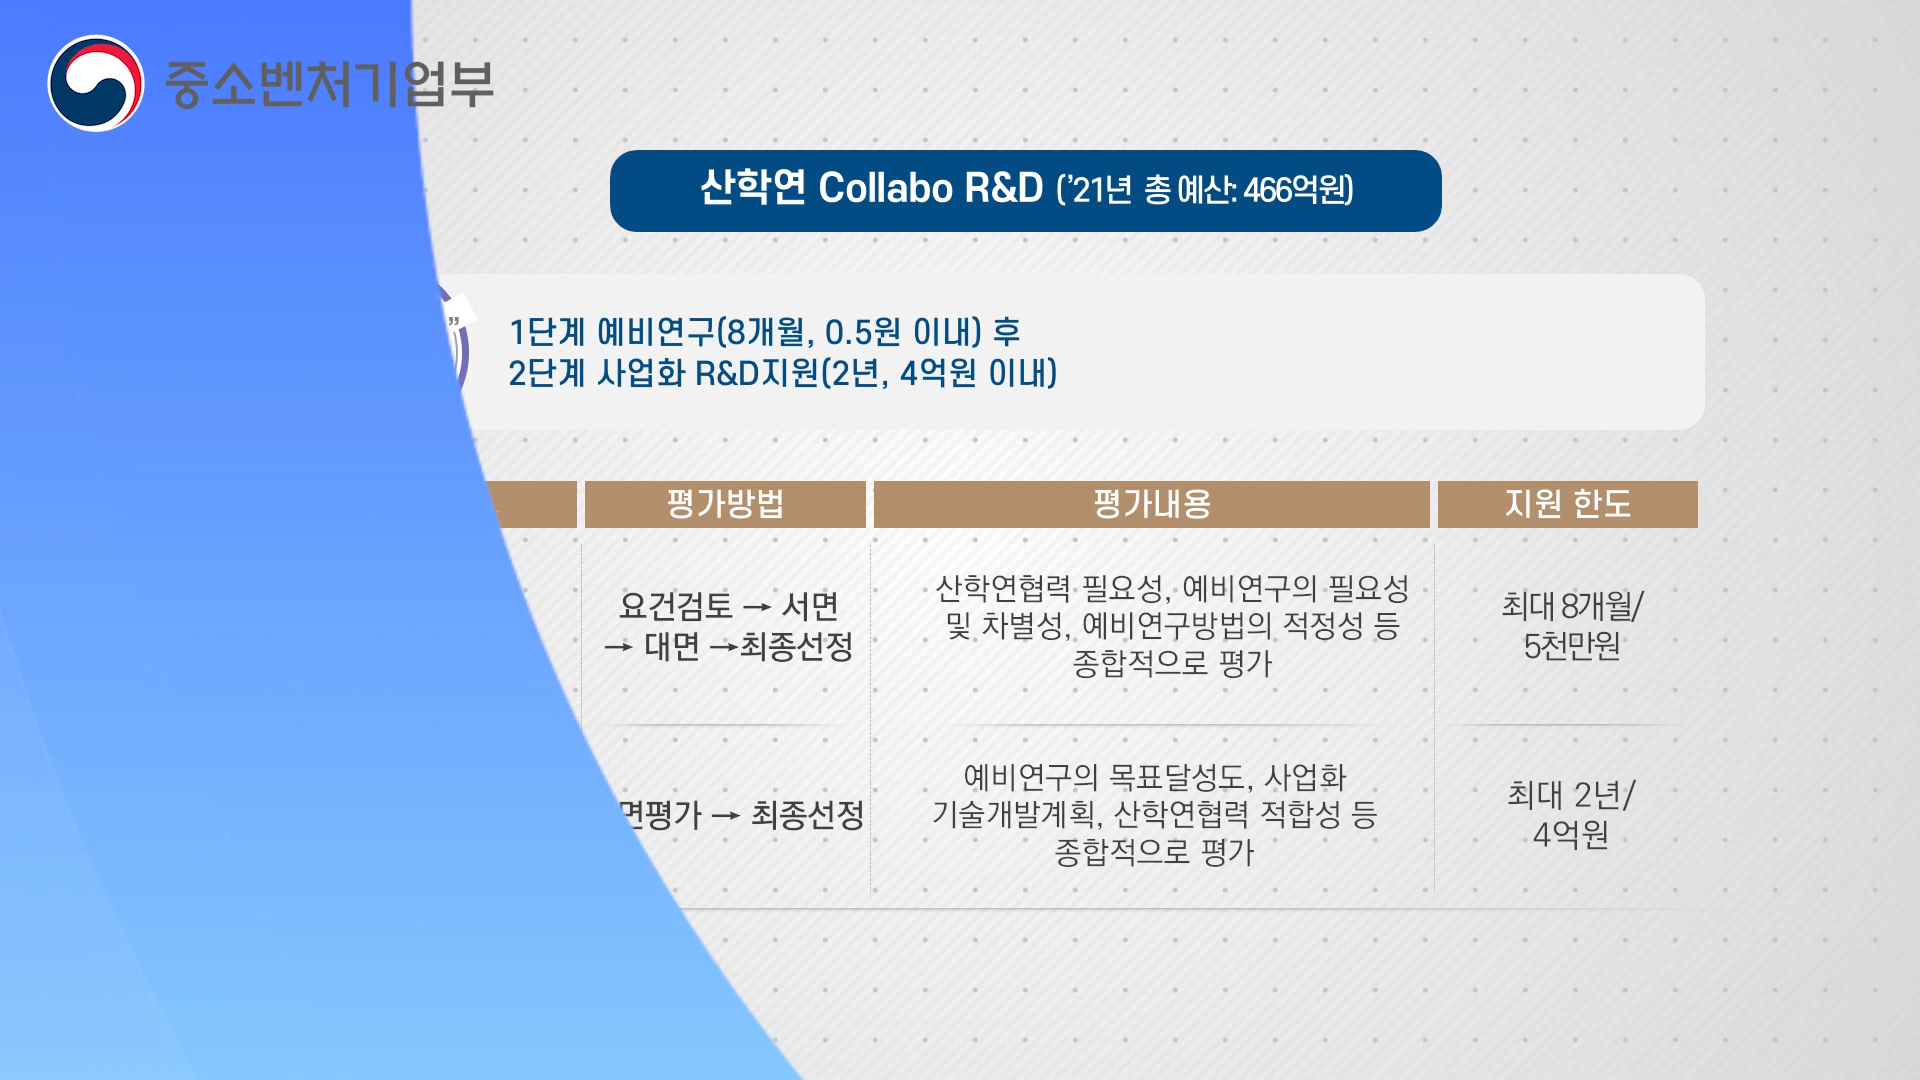 중소벤처기업부
산학연 Collabo R&D ('21년 총 예산: 466억원)
”
1단계 예비연구(8개월, 0.5원 이내) 후
2단계 사업화 R&D지원(2년, 4억원 이내)
평가방법
평가내용
지원 한도
요건검토 → 서면
→ 대면 →최종선정
산학연협력 필요성, 예비연구의 필요성
및 차별성, 예비연구방법의 적정성 등
종합적으로 평가
최대 8개월/
5천만원
면평가 → 최종선정
예비연구의 목표달성도, 사업화
기술개발계획, 산학연협력 적합성 등
종합적으로 평가
최대 2년/
4억원